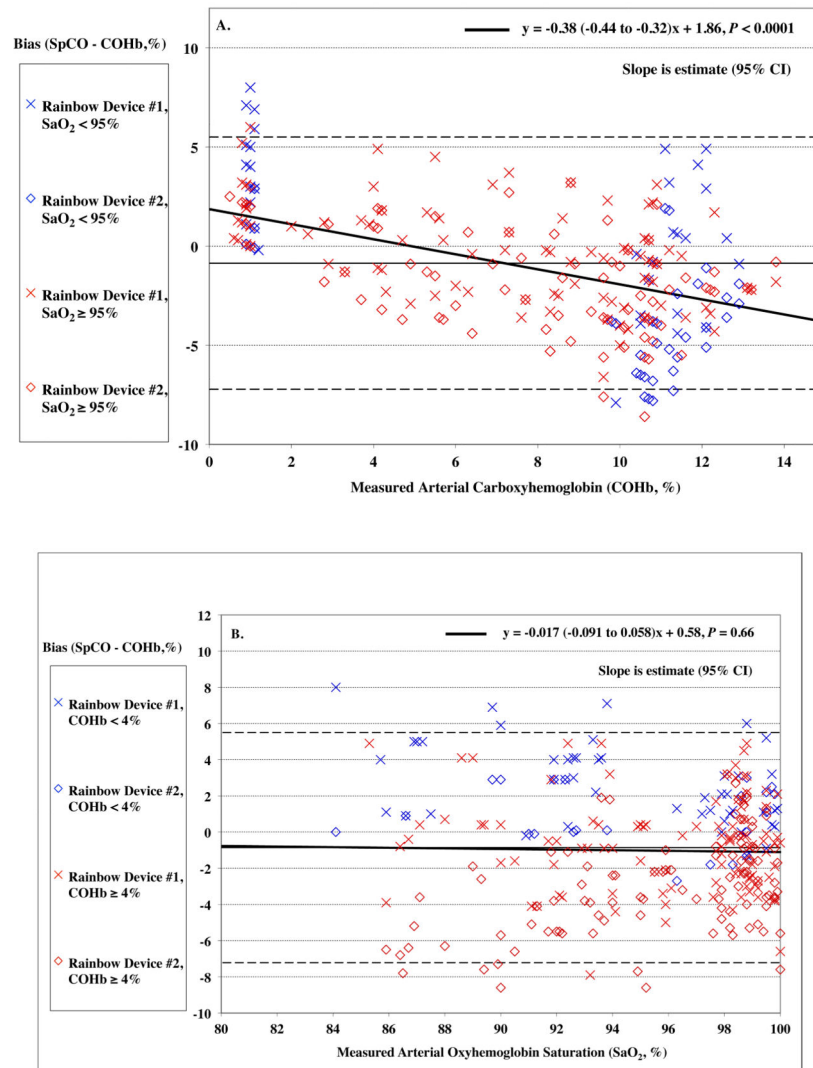 A.
y = -0.38 (-0.44 to -0.32)x + 1.86, P < 0.0001
Bias (SpCO - COHb,%)
Slope is estimate (95% CI)
Rainbow Device #1,
SaO2 < 95%
Rainbow Device #2,
SaO2 < 95%
Rainbow Device #1,
SaO2 ≥ 95%
Rainbow Device #2,
SaO2 ≥ 95%
10
5
0
-5
-10
0 2 4 6 8 10 12 14
Measured Arterial Carboxyhemoglobin (COHb, %)
B.
y = -0.017 (-0.091 to 0.058)x + 0.58, P = 0.66
Bias (SpCO - COHb,%)
Slope is estimate (95% CI)
Rainbow Device #1,
COHb < 4%
Rainbow Device #2,
COHb < 4%
Rainbow Device #1,
COHb ≥ 4%
Rainbow Device #2,
COHb ≥ 4%
12
10
8
6
4
2
0
-2
-4
-6
-8
-10
80 82 84 86 88 90 92 94 96 98 100
Measured Arterial Oxyhemoglobin Saturation (SaO2, %)